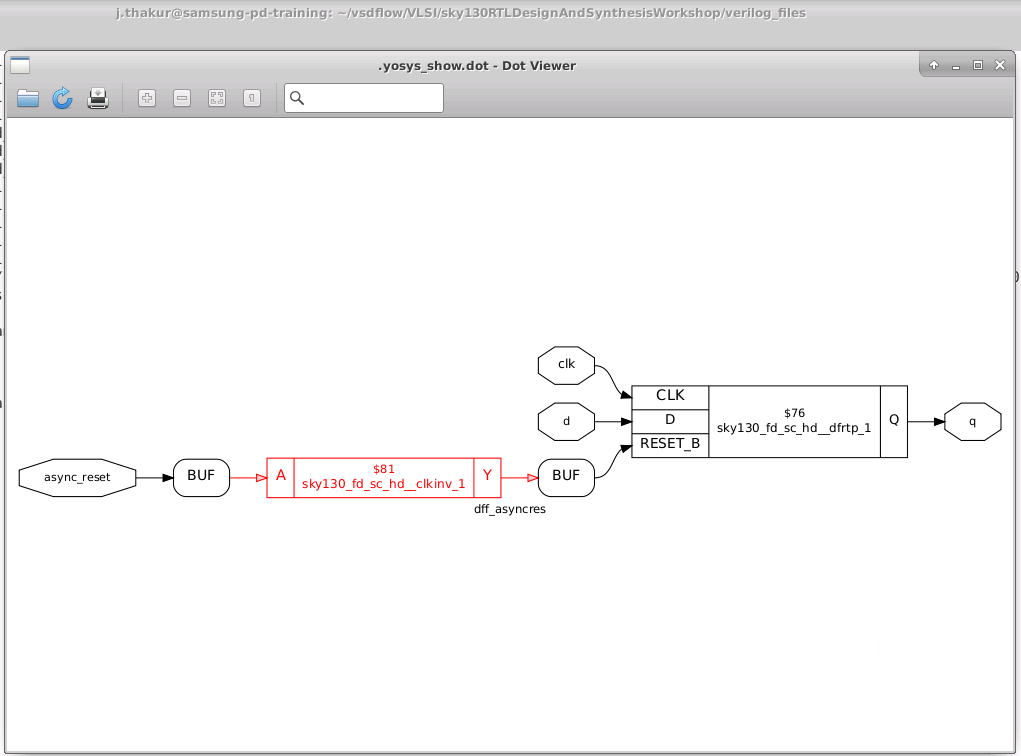 j.thakur@samsung-pd-training: ~/vsdflow/VLSI/sky130RTLDesignAndSynthesisWorkshop/verilog_files
.yosys_show.dot - Dot Viewer
clk
CLK
d
D
$76
sky130_fd_sc_hd__dfrtp_1
Q
q
RESET_B
async_reset
BUF
A
$81
sky130_fd_sc_hd__clkinv_1
Y
BUF
dff_asyncres